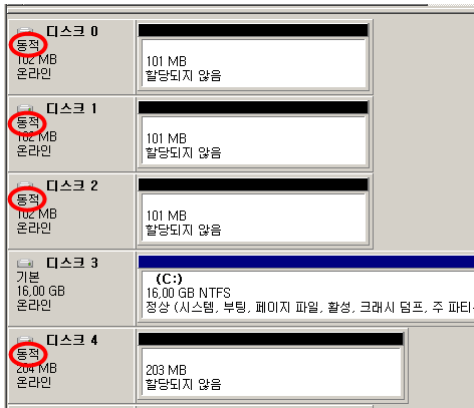 디스크 0
동적
102 MB
온라인
101 MB
할당되지 않음
디스크 1
동적
102 MB
온라인
101 MB
할당되지 않음
디스크 2
동적
102 MB
온라인
101 MB
할당되지 않음
디스크 3
기본
16,00 GB
온라인
(C:)
16,00 GB NTFS
정상 (시스템, 부팅, 페이지 파일, 활성, 크래시 덤프, 주 파티
디스크 4
동적
204 MB
온라인
203 MB
할당되지 않음